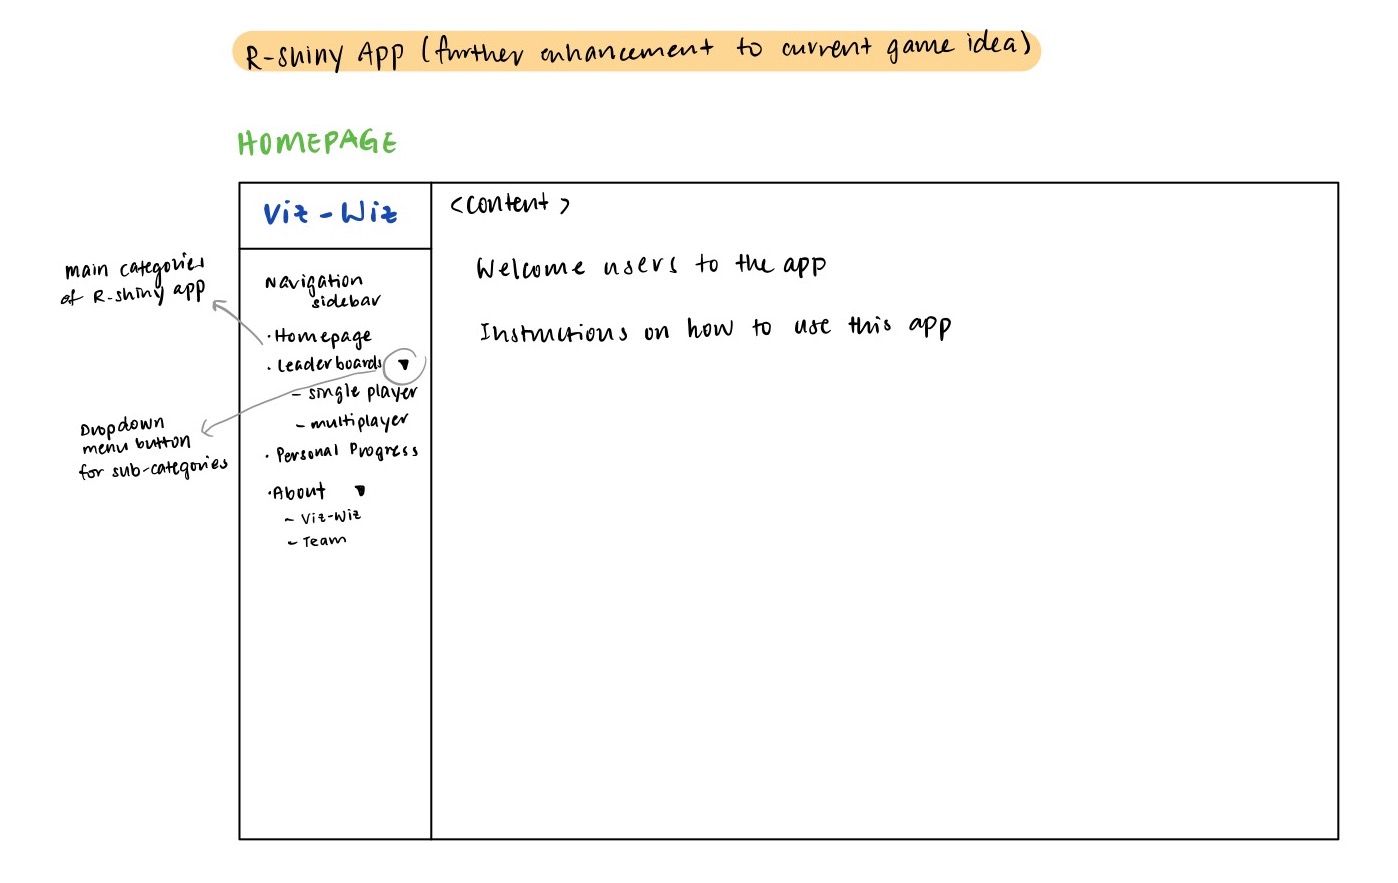 R-shiny App (further enhancement to current game idea)
HOMEPAGE
Viz-Wiz
<content>
Welcome users to the app
Instructions on how to use this app
main categories
of R-shiny app
Navigation
sidebar
·Homepage
·Leaderboards ▼
- single player
- multiplayer
· Personal Progress
·About ▼
- Viz-Wiz
- Team
Dropdown
menu button
for sub-categories